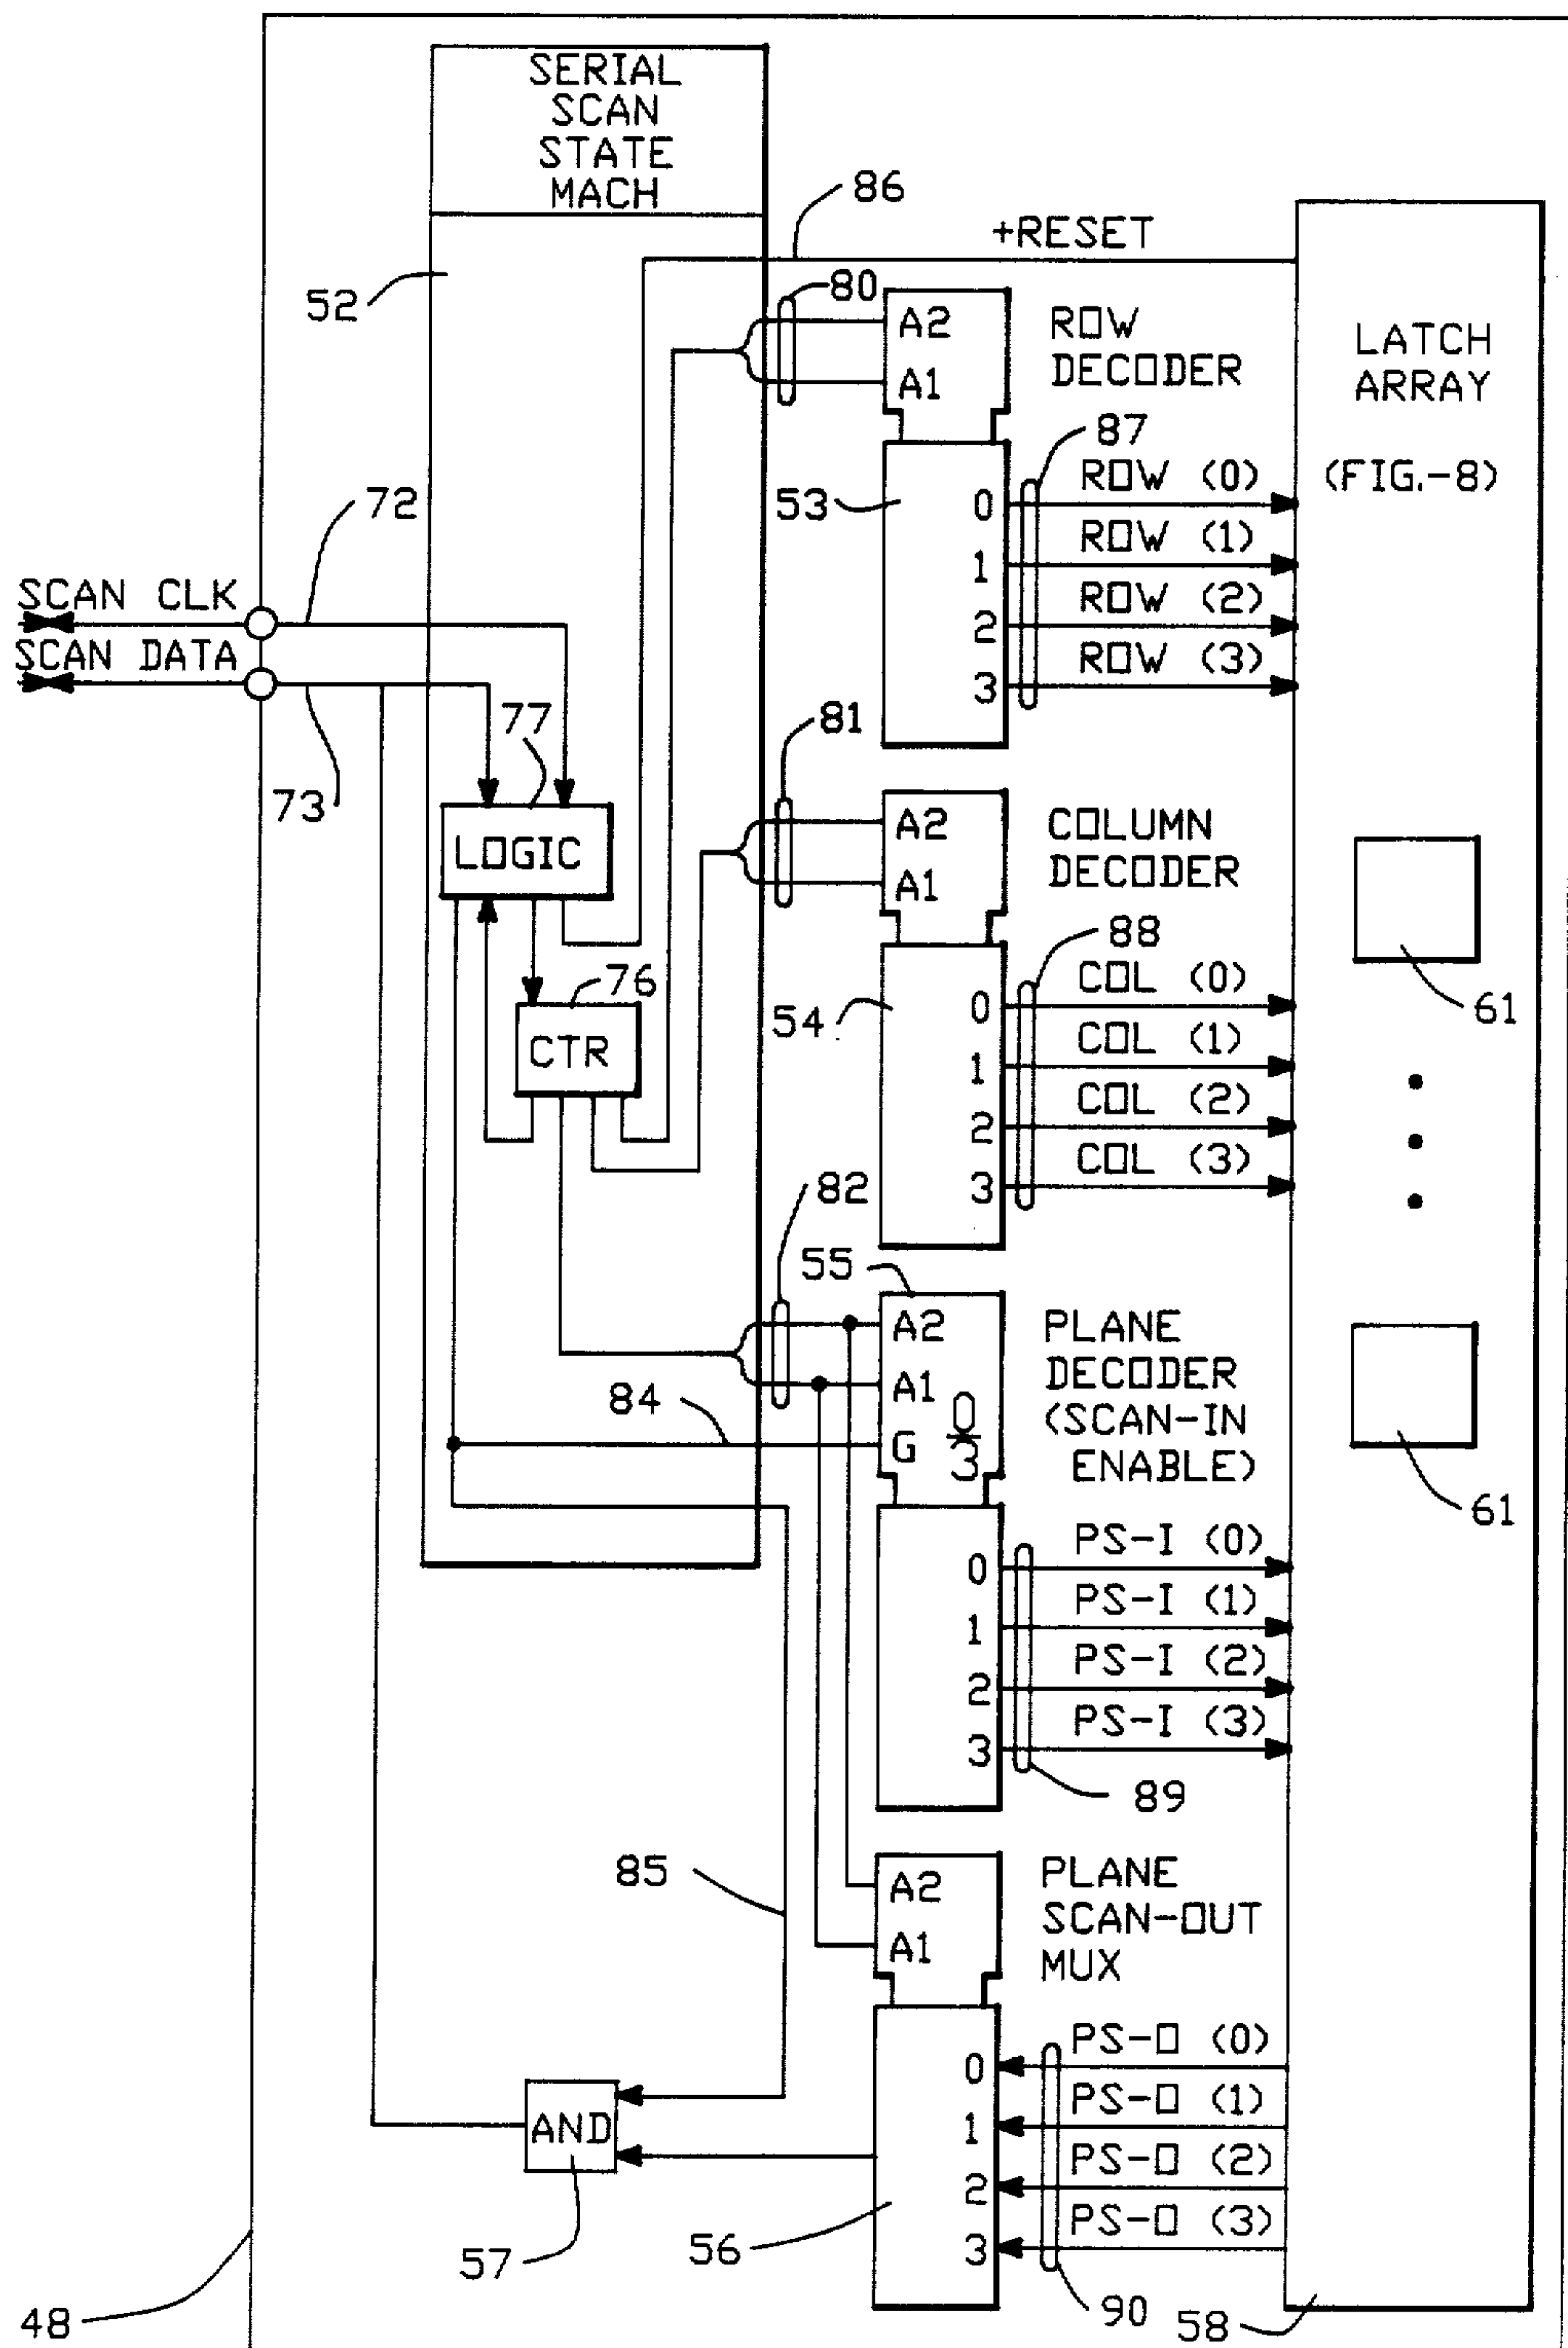 SERIAL
SCAN
STATE
MACH
86
+RESET
52
80
A2
A1
ROW
DECODER
LATCH
ARRAY
(FIG.-8)
87
53
0
ROW (0)
1
ROW (1)
2
ROW (2)
3
ROW (3)
72
SCAN CLK
SCAN DATA
73
77
LOGIC
81
A2
A1
COLUMN
DECODER
88
76
CTR
54
0
COL (0)
1
COL (1)
2
COL (2)
3
COL (3)
61
82
55
A2
A1
G
0
3
PLANE
DECODER
(SCAN-IN
ENABLE)
84
61
0
PS-I (0)
1
PS-I (1)
2
PS-I (2)
3
PS-I (3)
89
85
A2
A1
PLANE
SCAN-OUT
MUX
0
PS-O (0)
1
PS-O (1)
2
PS-O (2)
3
PS-O (3)
AND
57
56
90
58
48